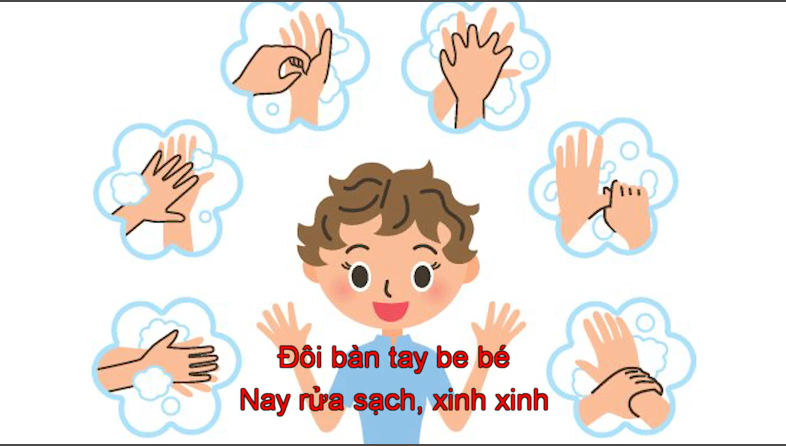 Đôi bàn tay be bé
Nay rửa sạch, xinh xinh